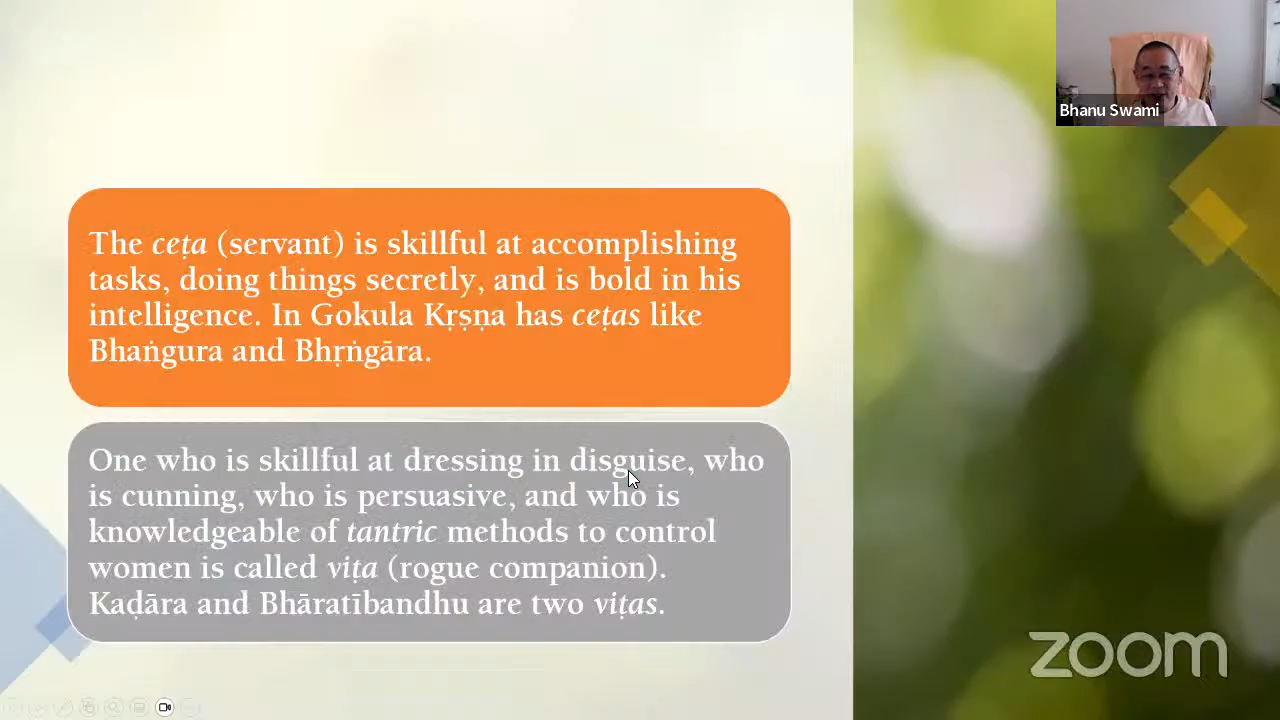 Bhanu Swami
The ceṭa (servant) is skillful at accomplishing
tasks, doing things secretly, and is bold in his
intelligence. In Gokula Kṛṣṇa has ceṭas like
Bhaṅgura and Bhṛṅgāra.
One who is skillful at dressing in disguise, who
is cunning, who is persuasive, and who is
knowledgeable of tantric methods to control
women is called viṭa (rogue companion).
Kaḍāra and Bhāratībandhu are two viṭas.
zoom